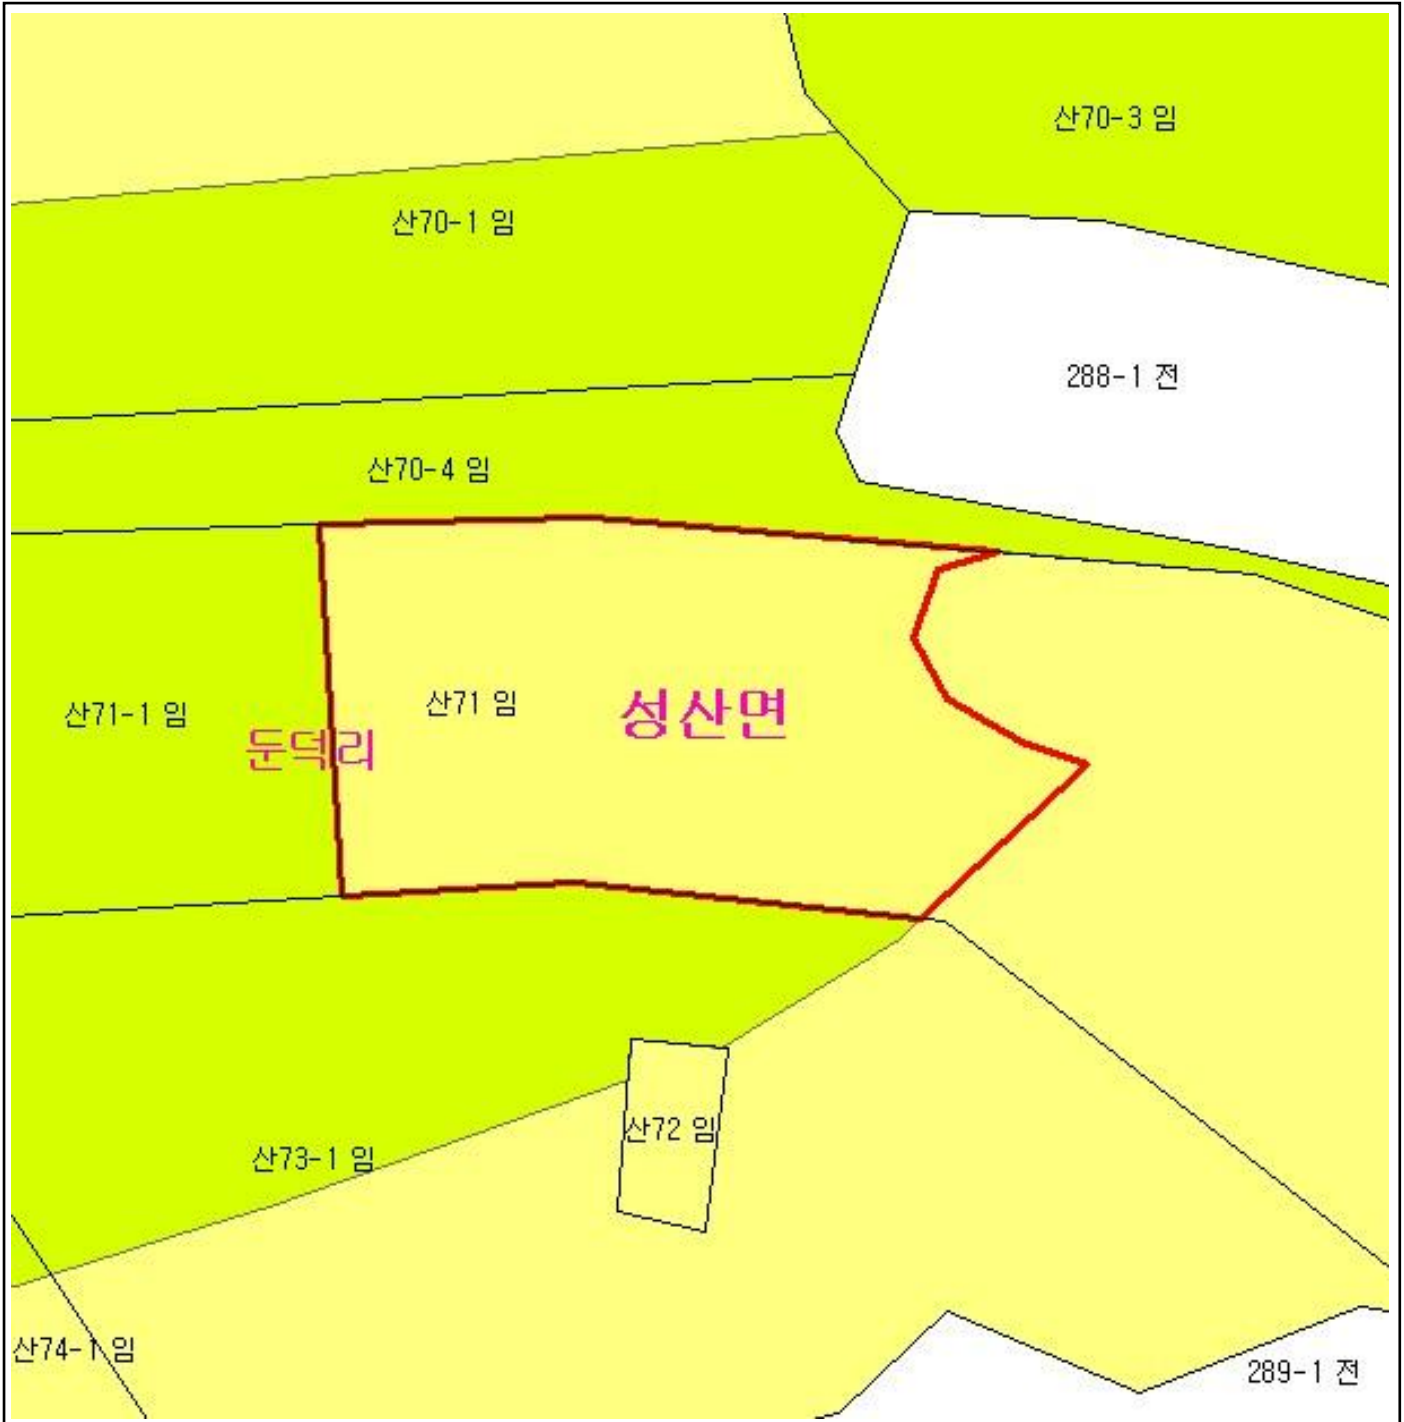 산70-3 임
산70-1 임
288-1 전
산70-4 임
산71 임
성산면
산71-1 임
둔덕리
산72 임
산73-1 임
산74-1 임
289-1 전